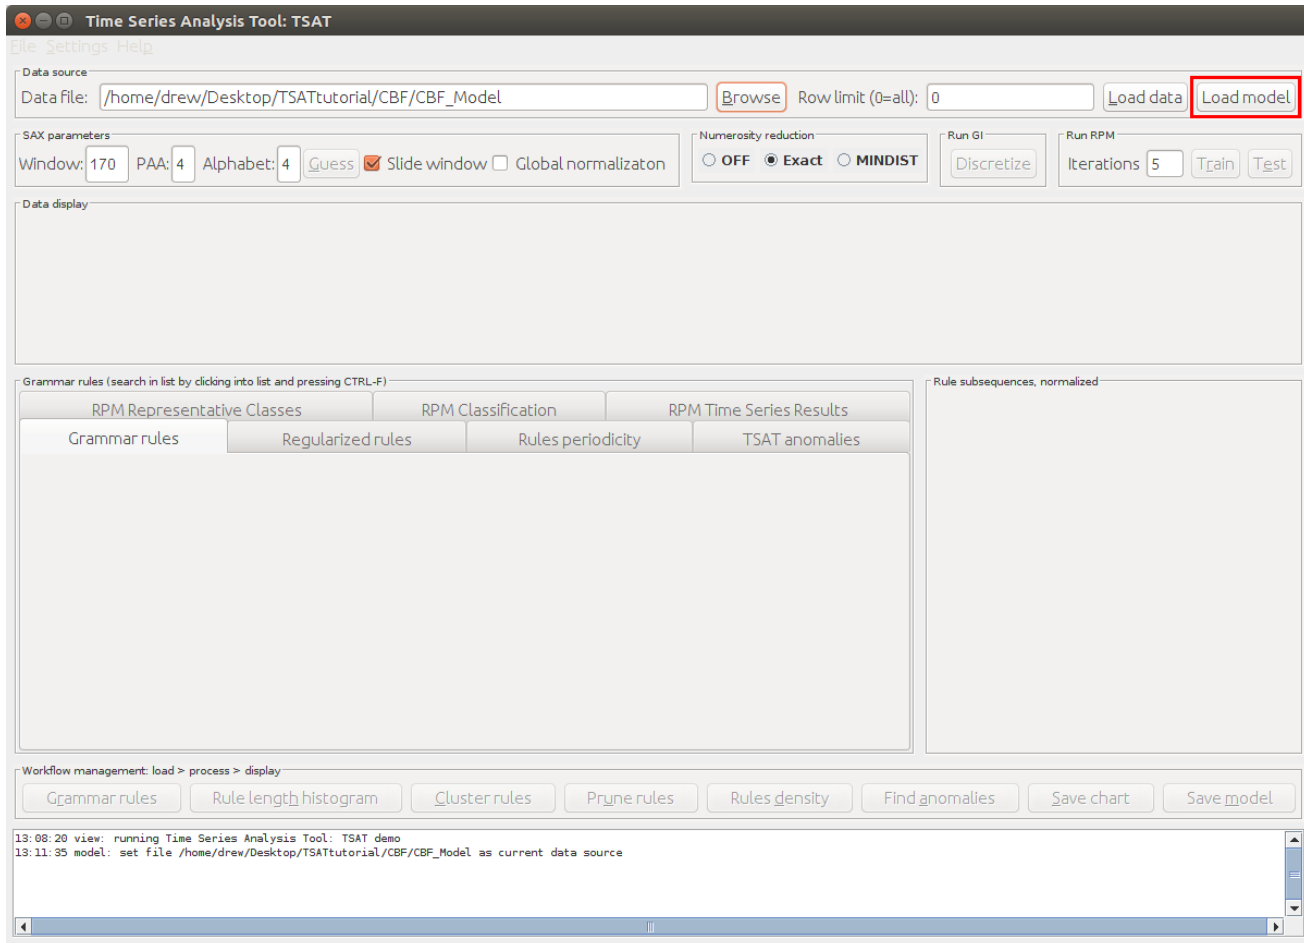 Time Series Analysis Tool: TSAT
File Settings Help
Data source
Data file: /home/drew/Desktop/TSATtutorial/CBF/CBF_Model Browse Row limit (0=all): 0 Load data Load model
SAX parameters Numerosity reduction Run GI Run RPM
Window: 170 PAA: 4 Alphabet: 4 Guess Slide window Global normalizaton OFF Exact MINDIST Discretize Iterations 5 Train Test
Data display
Grammar rules (search in list by clicking into list and pressing CTRL-F) Rule subsequences, normalized
RPM Representative Classes RPM Classification RPM Time Series Results
Grammar rules Regularized rules Rules periodicity TSAT anomalies
Workflow management: load > process > display
Grammar rules Rule length histogram Cluster rules Prune rules Rules density Find anomalies Save chart Save model
13:08:20 view: running Time Series Analysis Tool: TSAT demo
13:11:35 model: set file /home/drew/Desktop/TSATtutorial/CBF/CBF_Model as current data source